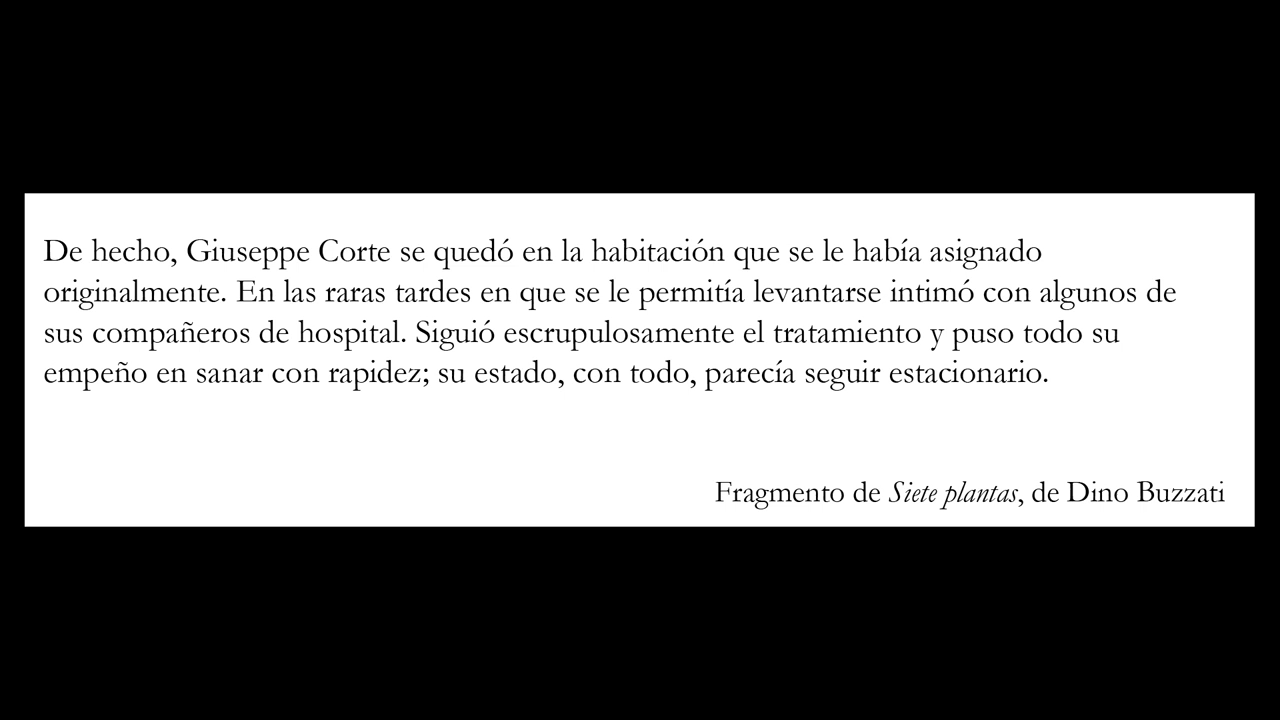 De hecho, Giuseppe Corte se quedó en la habitación que se le había asignado
originalmente. En las raras tardes en que se le permitía levantarse intimó con algunos de
sus compañeros de hospital. Siguió escrupulosamente el tratamiento y puso todo su
empeño en sanar con rapidez; su estado, con todo, parecía seguir estacionario.
Fragmento de Siete plantas, de Dino Buzzati